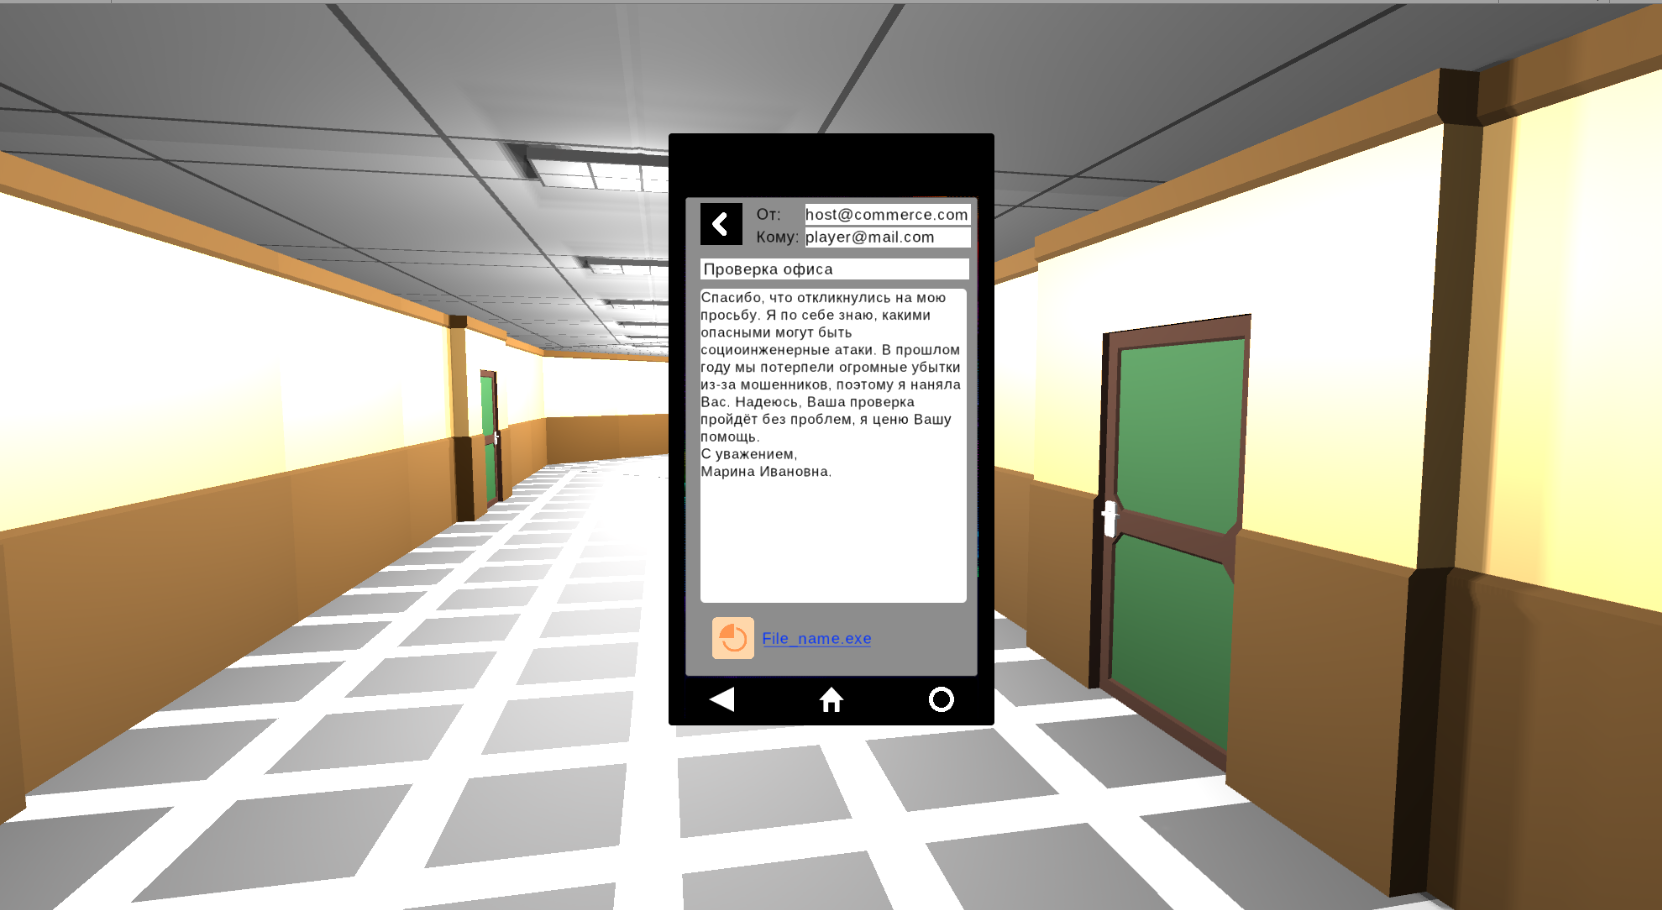 От: host@commerce.com
Кому: player@mail.com
Проверка офиса
Спасибо, что откликнулись на мою
просьбу. Я по себе знаю, какими
опасными могут быть
социоинженерные атаки. В прошлом
году мы потерпели огромные убытки
из-за мошенников, поэтому я наняла
Вас. Надеюсь, Ваша проверка
пройдёт без проблем, я ценю Вашу
помощь.
С уважением,
Марина Ивановна.
File_name.exe